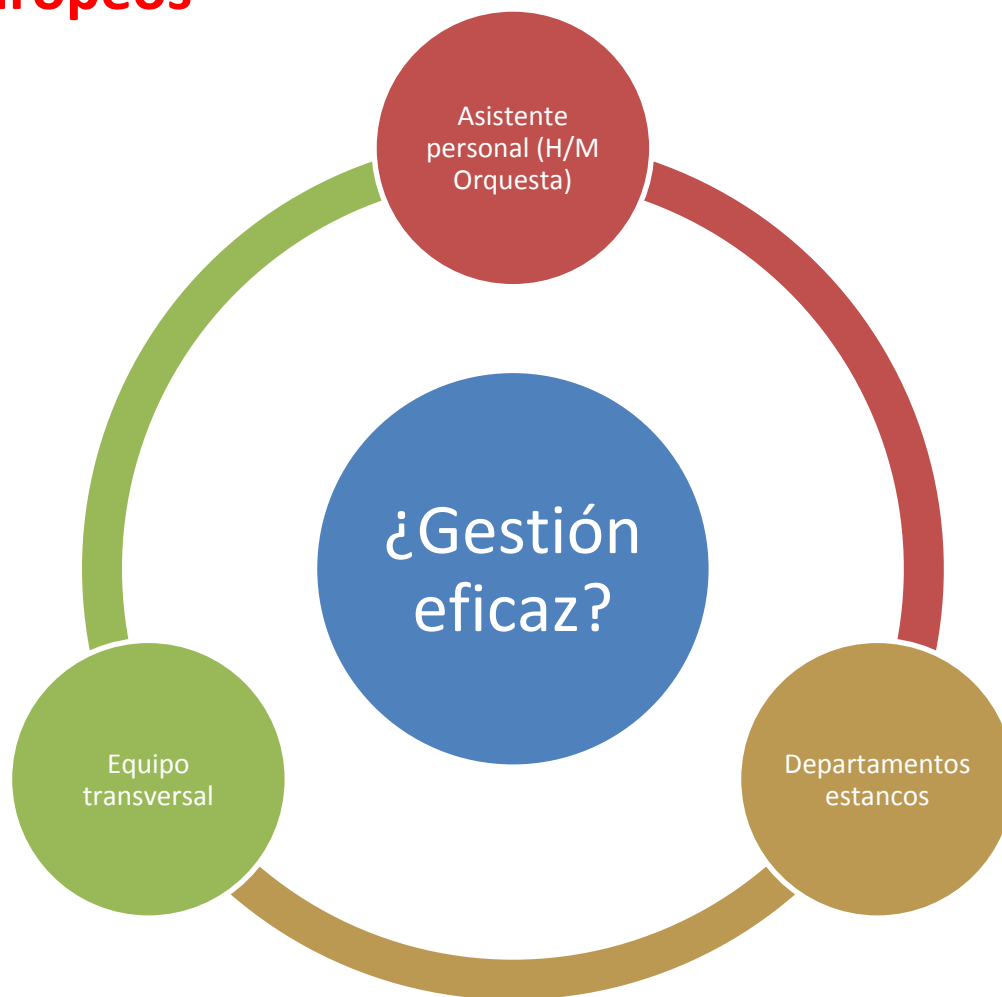 Asistente
personal (H/M
Orquesta)
¿Gestión
eficaz?
Equipo
transversal
Departamentos
estancos